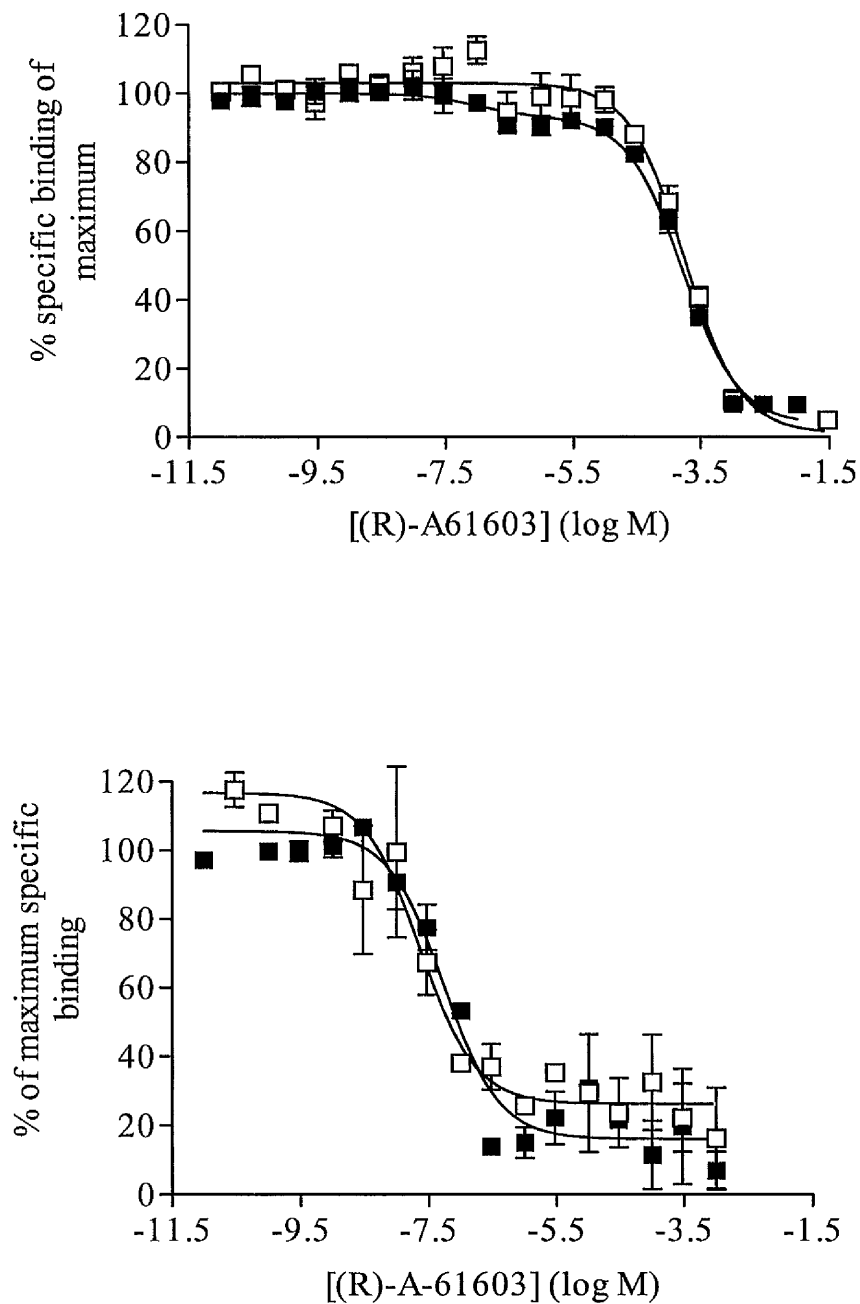 120
100
80
60
40
20
0
% specific binding of
maximum
-11.5 -9.5 -7.5 -5.5 -3.5 -1.5
[(R)-A61603] (log M)
120
100
80
60
40
20
0
% of maximum specific
binding
-11.5 -9.5 -7.5 -5.5 -3.5 -1.5
[(R)-A-61603] (log M)